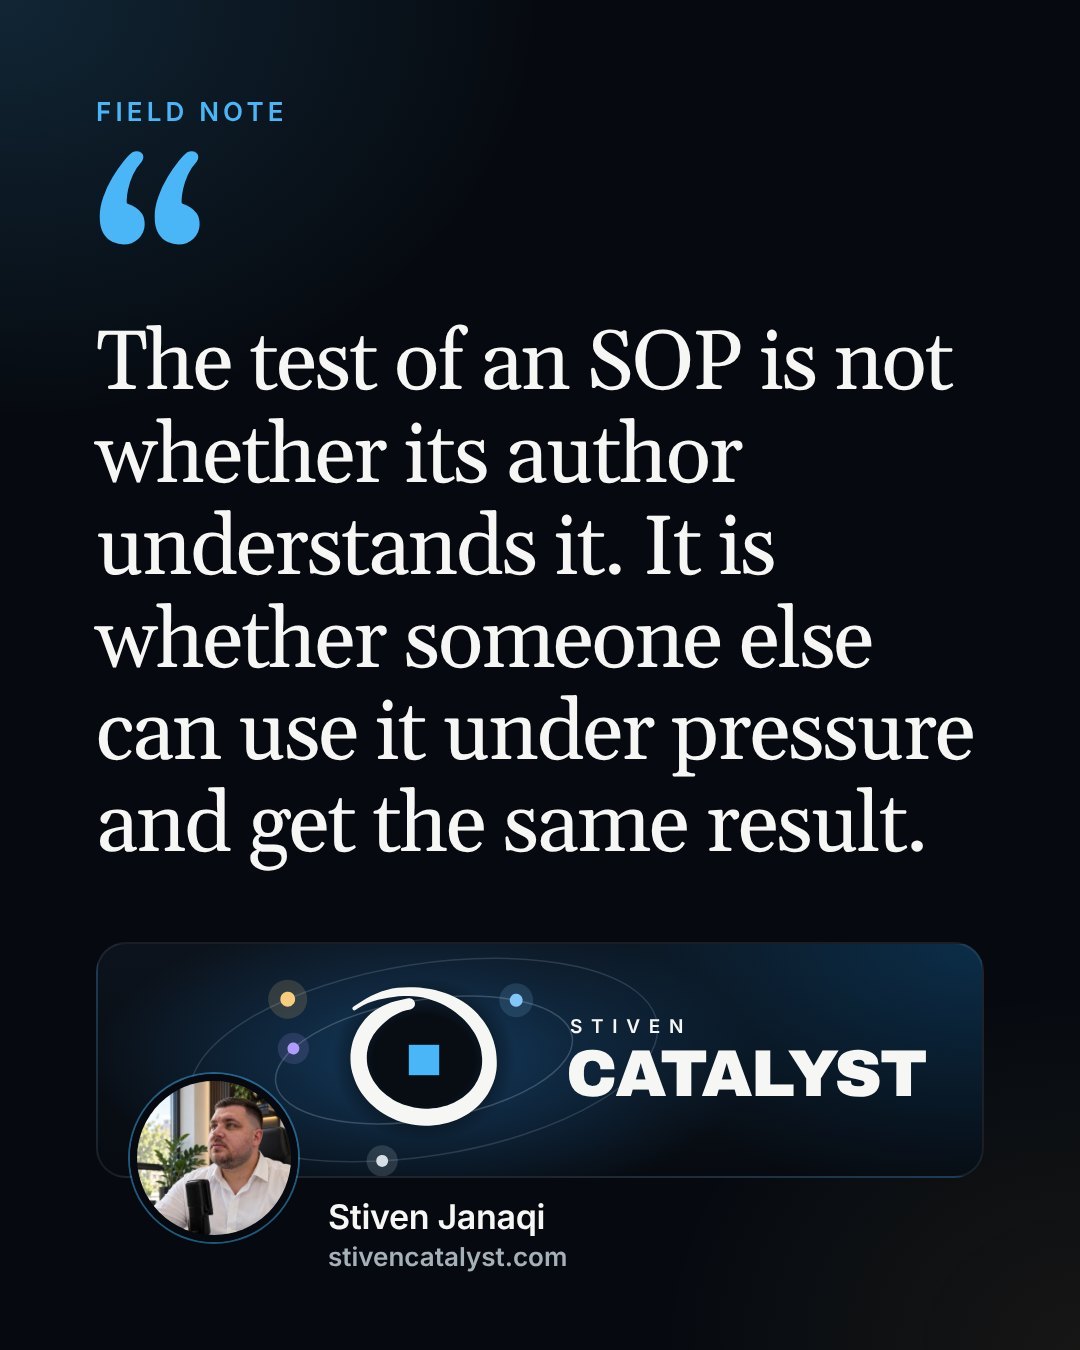 FIELD NOTE
“
The test of an SOP is not
whether its author
understands it. It is
whether someone else
can use it under pressure
and get the same result.
STIVEN
CATALYST
Stiven Janaqi
stivencatalyst.com